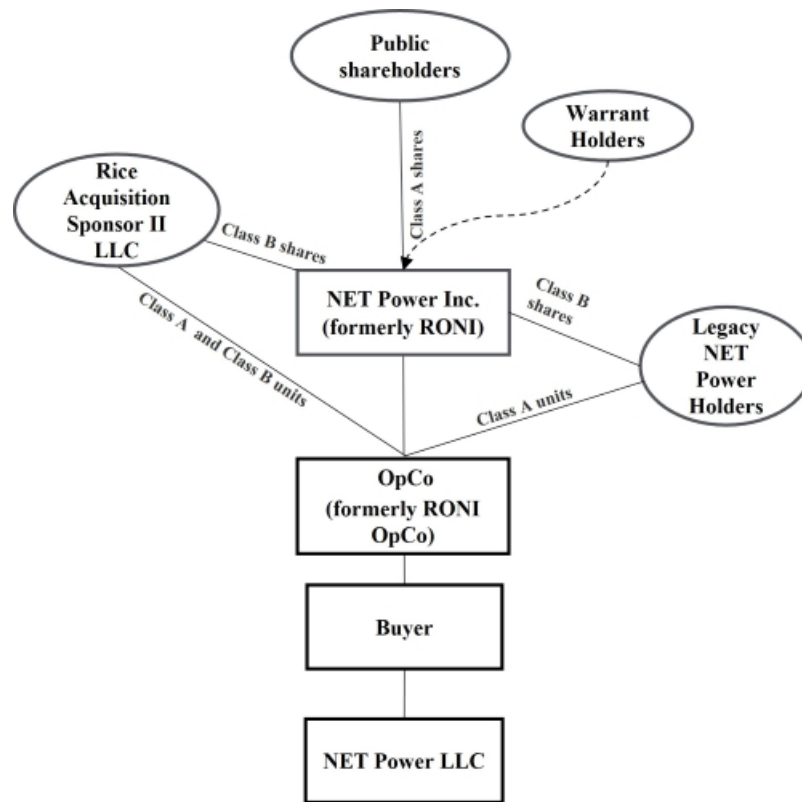 Public
shareholders
Warrant
Holders
Rice
Acquisition
Sponsor II
LLC
Class A shares
Class B shares
NET Power Inc.
(formerly RONI)
Class B
shares
Legacy
NET
Power
Holders
Class A and Class B units
Class A units
OpCo
(formerly RONI
OpCo)
Buyer
NET Power LLC